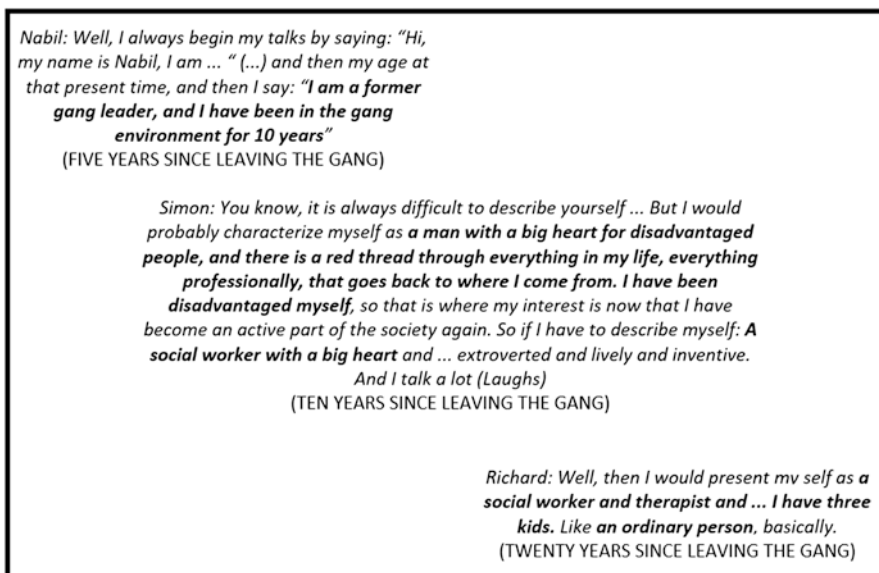 Nabil: Well, I always begin my talks by saying: “Hi,
my name is Nabil, I am ... “ (...) and then my age at
that present time, and then I say: “I am a former
gang leader, and I have been in the gang
environment for 10 years”
(FIVE YEARS SINCE LEAVING THE GANG)
Simon: You know, it is always difficult to describe yourself ... But I would
probably characterize myself as a man with a big heart for disadvantaged
people, and there is a red thread through everything in my life, everything
professionally, that goes back to where I come from. I have been
disadvantaged myself, so that is where my interest is now that I have
become an active part of the society again. So if I have to describe myself: A
social worker with a big heart and ... extroverted and lively and inventive.
And I talk a lot (Laughs)
(TEN YEARS SINCE LEAVING THE GANG)
Richard: Well, then I would present my self as a
social worker and therapist and ... I have three
kids. Like an ordinary person, basically.
(TWENTY YEARS SINCE LEAVING THE GANG)